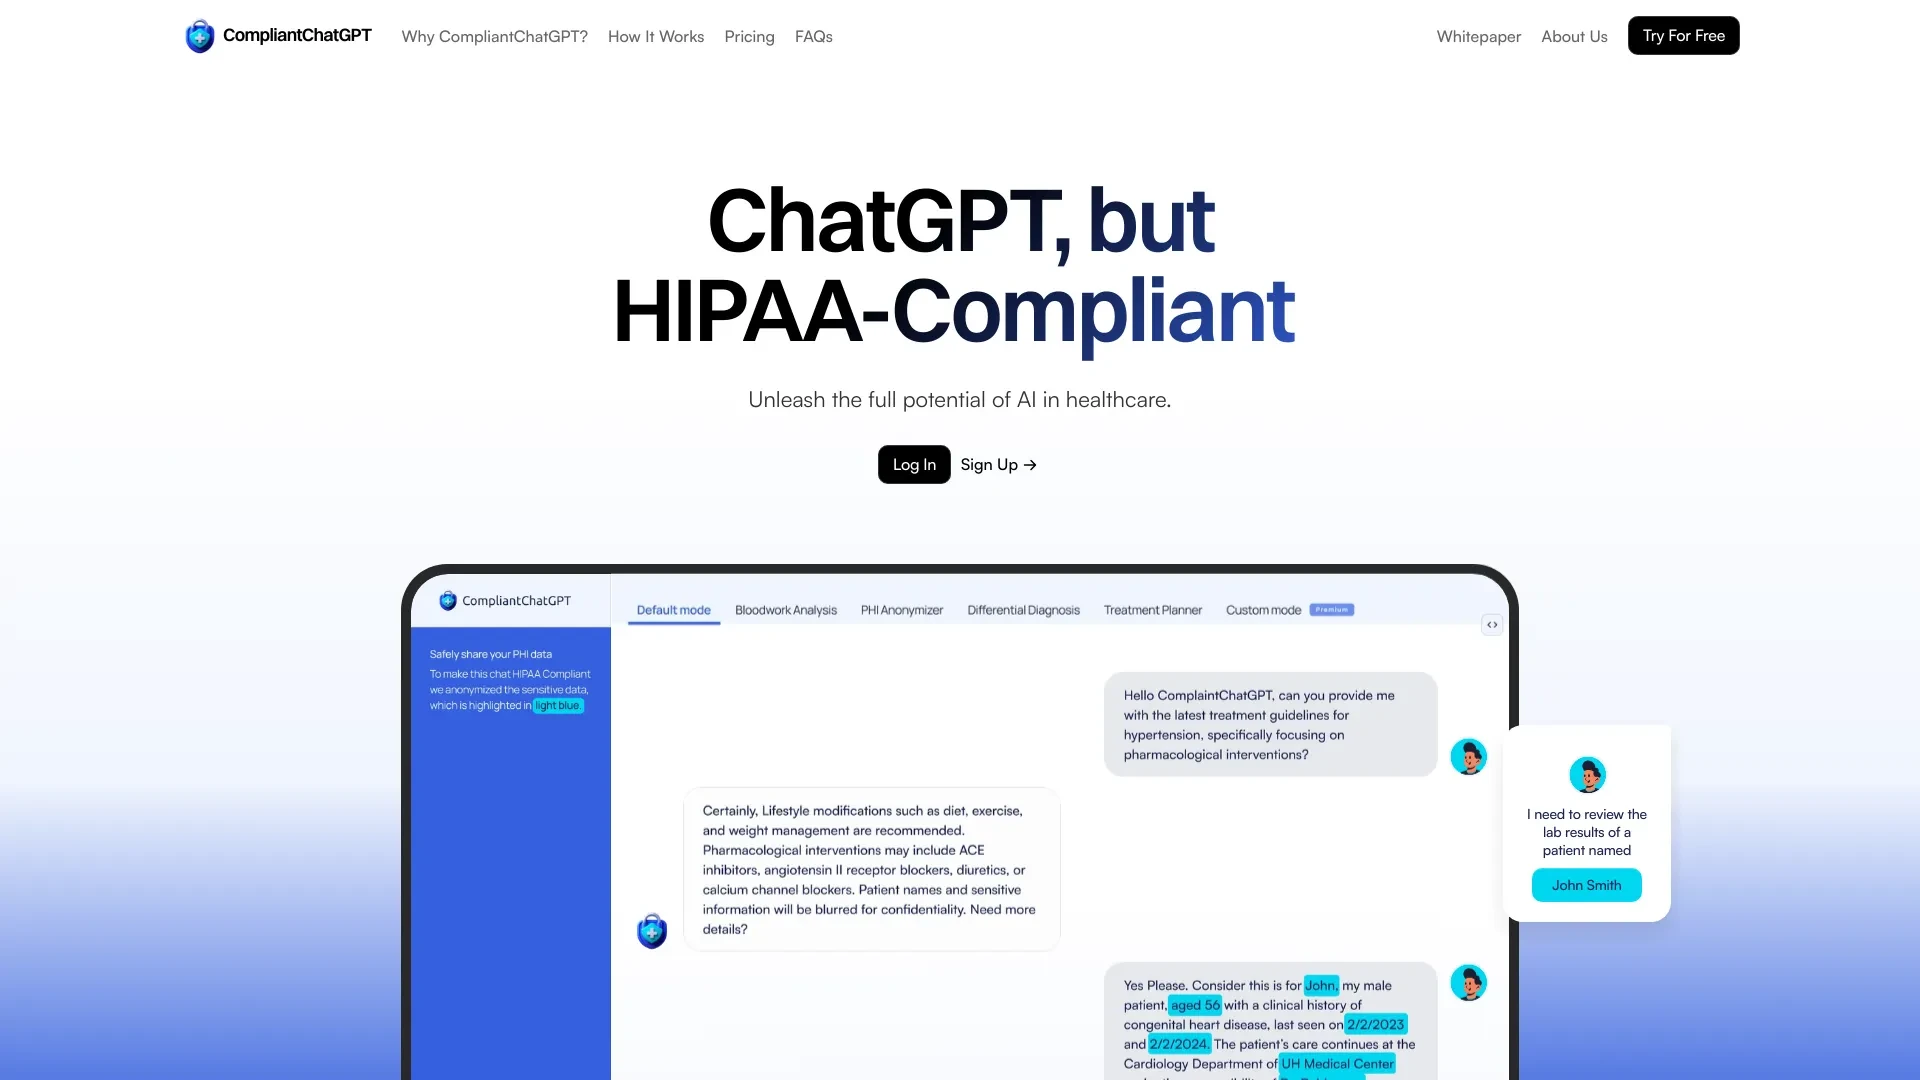 CompliantChatGPT
Why CompliantChatGPT?
How It Works
Pricing
FAQs
Whitepaper
About Us
Try For Free
ChatGPT, but
HIPAA-Compliant
Unleash the full potential of AI in healthcare.
Log In
Sign Up →
CompliantChatGPT
Default mode
Bloodwork Analysis
PHI Anonymizer
Differential Diagnosis
Treatment Planner
Custom mode
Premium
Safely share your PHI data
To make this chat HIPAA Compliant
we anonymized the sensitive data,
which is highlighted in light blue.
Hello ComplaintChatGPT, can you provide me
with the latest treatment guidelines for
hypertension, specifically focusing on
pharmacological interventions?
Certainly, Lifestyle modifications such as diet, exercise,
and weight management are recommended.
Pharmacological interventions may include ACE
inhibitors, angiotensin II receptor blockers, diuretics, or
calcium channel blockers. Patient names and sensitive
information will be blurred for confidentiality. Need more
details?
I need to review the
lab results of a
patient named
John Smith
Yes Please. Consider this is for John, my male
patient, aged 56 with a clinical history of
congenital heart disease, last seen on 2/2/2023
and 2/2/2024. The patient's care continues at the
Cardiology Department of UH Medical Center